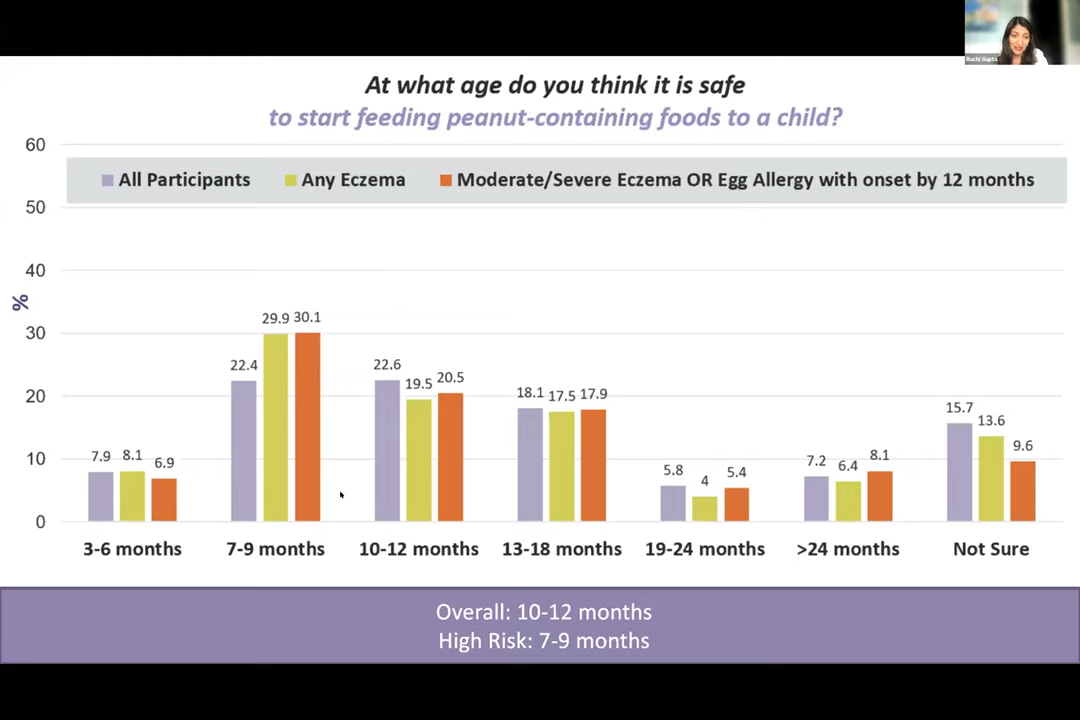 Ruchi Gupta
At what age do you think it is safe
to start feeding peanut-containing foods to a child?
60
All Participants Any Eczema Moderate/Severe Eczema OR Egg Allergy with onset by 12 months
50
40
%
29.9 30.1
30
22.4 22.6
19.5 20.5
20
18.1 17.5 17.9
15.7
13.6
10
7.9 8.1 6.9
5.8 4 5.4
7.2 6.4 8.1
9.6
0
3-6 months 7-9 months 10-12 months 13-18 months 19-24 months >24 months Not Sure
Overall: 10-12 months
High Risk: 7-9 months